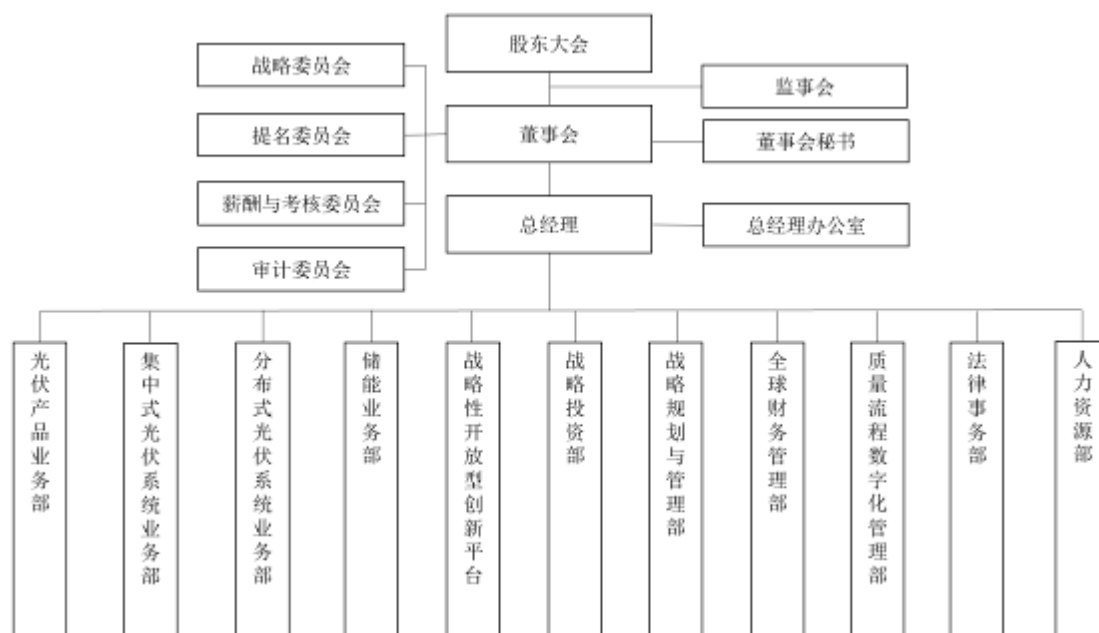 股东大会
战略委员会
监事会
提名委员会
董事会
董事会秘书
薪酬与考核委员会
总经理
总经理办公室
审计委员会
光伏产品业务部
集中式光伏系统业务部
分布式光伏系统业务部
储能业务部
战略性开放型创新平台
战略投资部
战略规划与管理部
全球财务管理部
质量流程数字化管理部
法律事务部
人力资源部